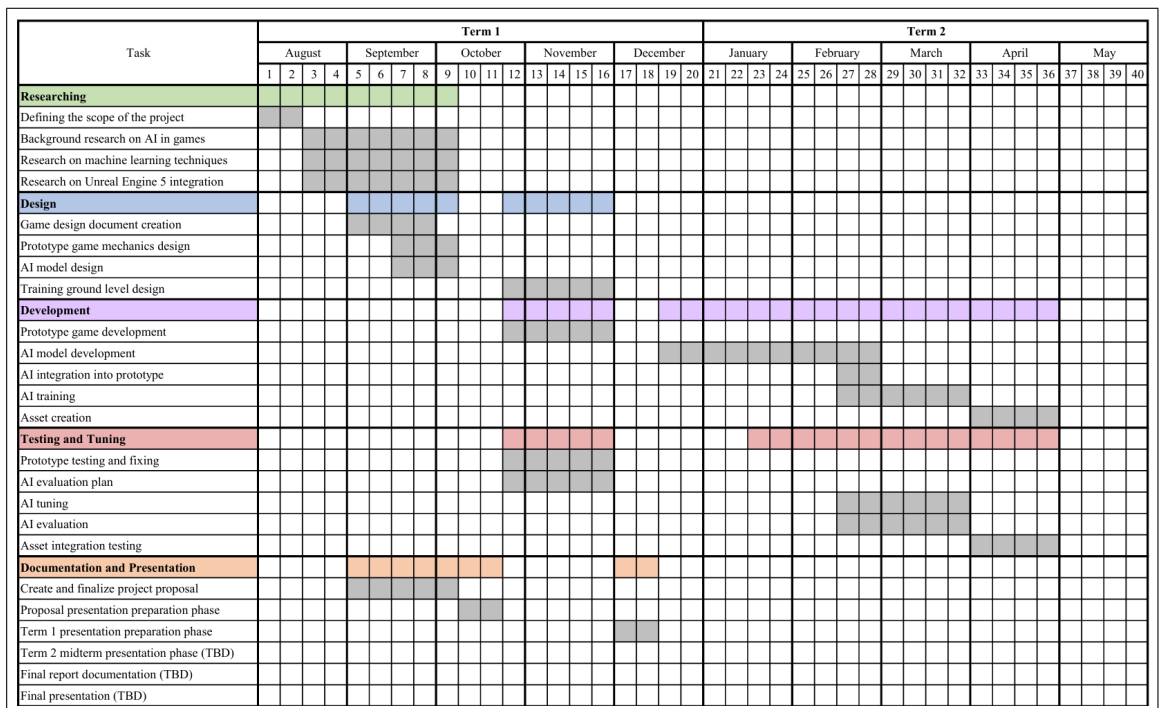 Term 1 Term 2
Task August September October November December January February March April May
1 2 3 4 5 6 7 8 9 10 11 12 13 14 15 16 17 18 19 20 21 22 23 24 25 26 27 28 29 30 31 32 33 34 35 36 37 38 39 40
Researching
Defining the scope of the project
Background research on AI in games
Research on machine learning techniques
Research on Unreal Engine 5 integration
Design
Game design document creation
Prototype game mechanics design
AI model design
Training ground level design
Development
Prototype game development
AI model development
AI integration into prototype
AI training
Asset creation
Testing and Tuning
Prototype testing and fixing
AI evaluation plan
AI tuning
AI evaluation
Asset integration testing
Documentation and Presentation
Create and finalize project proposal
Proposal presentation preparation phase
Term 1 presentation preparation phase
Term 2 midterm presentation phase (TBD)
Final report documentation (TBD)
Final presentation (TBD)